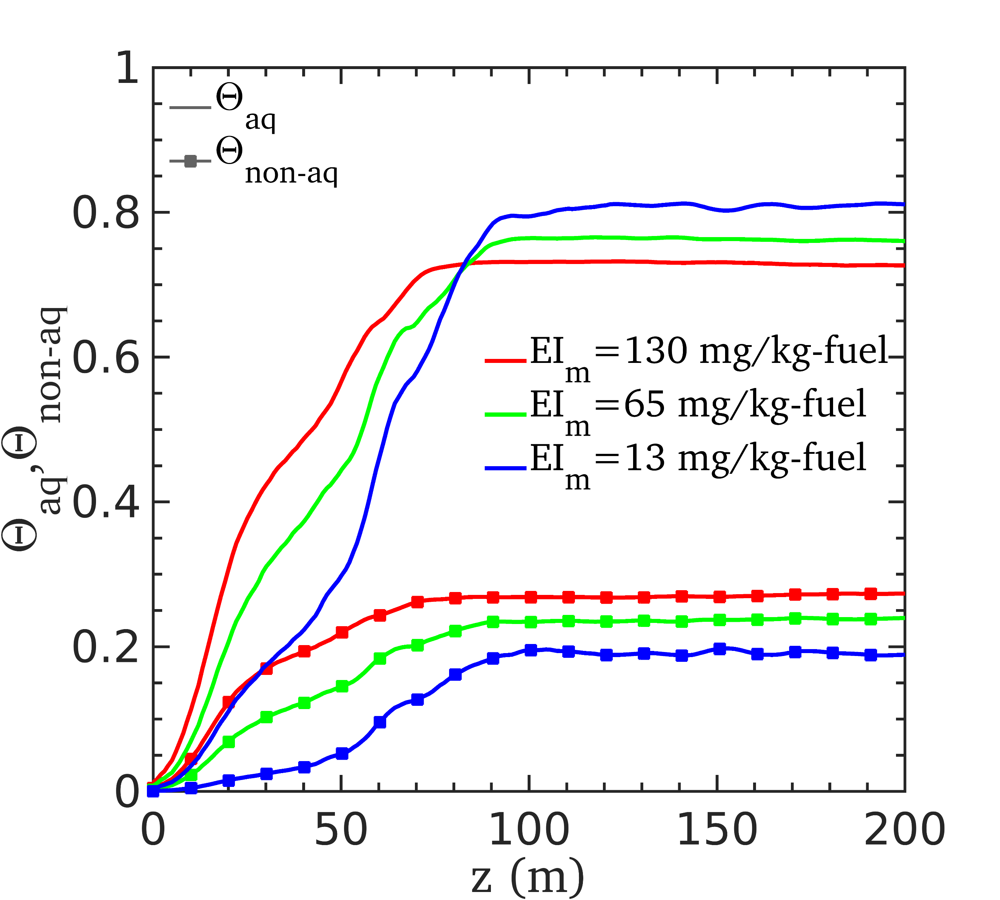 1
0.8
0.6
0.4
0.2
0
Θaq
Θnon-aq
Θaq,Θnon-aq
EIm=130 mg/kg-fuel
EIm=65 mg/kg-fuel
EIm=13 mg/kg-fuel
0 50 100 150 200
z (m)